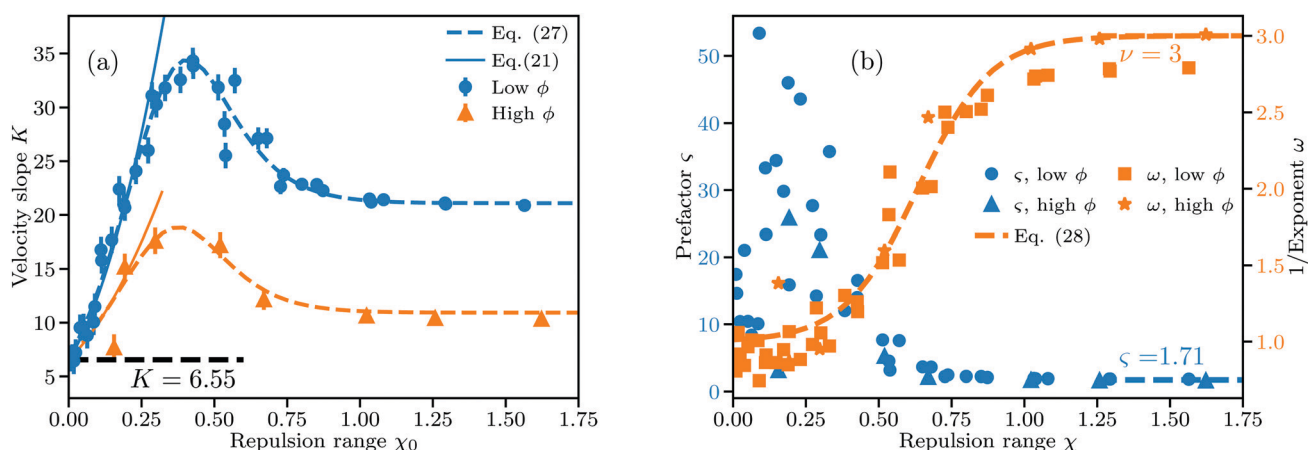 (a)
Eq. (27)
Eq.(21)
Low ϕ
High ϕ
K = 6.55
Velocity slope K
35
30
25
20
15
10
5
0.00 0.25 0.50 0.75 1.00 1.25 1.50 1.75
Repulsion range χ₀
(b)
ν = 3
ς, low ϕ
ω, low ϕ
ς, high ϕ
ω, high ϕ
Eq. (28)
ς =1.71
Prefactor ς
50
40
30
20
10
0
1/Exponent ω
3.0
2.5
2.0
1.5
1.0
0.00 0.25 0.50 0.75 1.00 1.25 1.50 1.75
Repulsion range χ